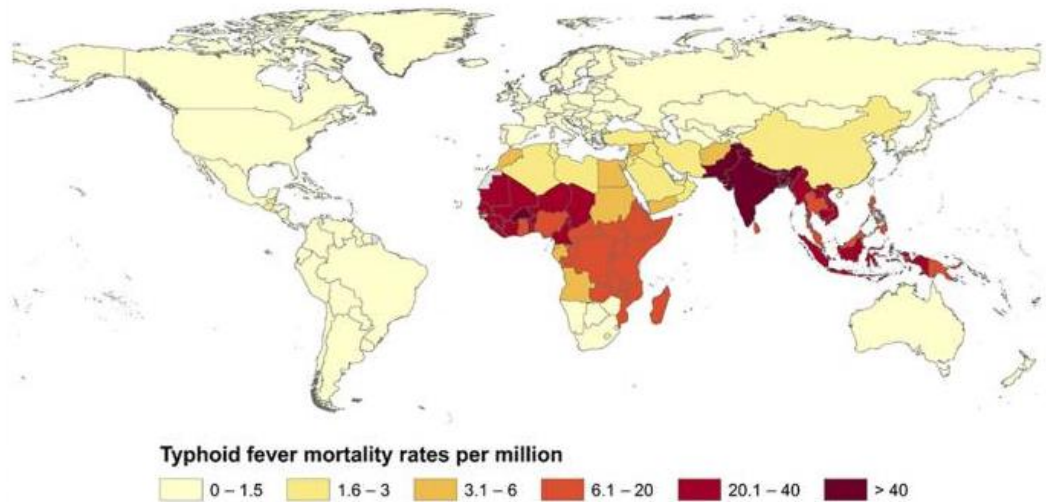 Typhoid fever mortality rates per million
0 – 1.5 1.6 – 3 3.1 – 6 6.1 – 20 20.1 – 40 > 40